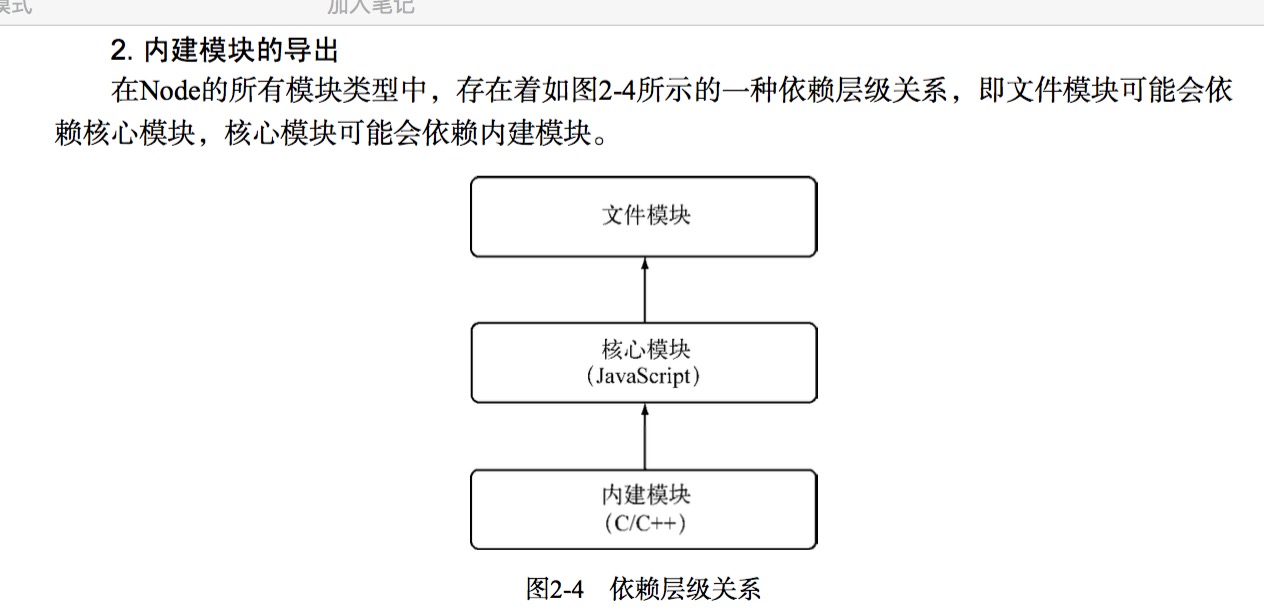 模式
加入笔记
2. 内建模块的导出
在Node的所有模块类型中，存在着如图2-4所示的一种依赖层级关系，即文件模块可能会依
赖核心模块，核心模块可能会依赖内建模块。
文件模块
核心模块
（JavaScript）
内建模块
（C/C++）
图2-4 依赖层级关系